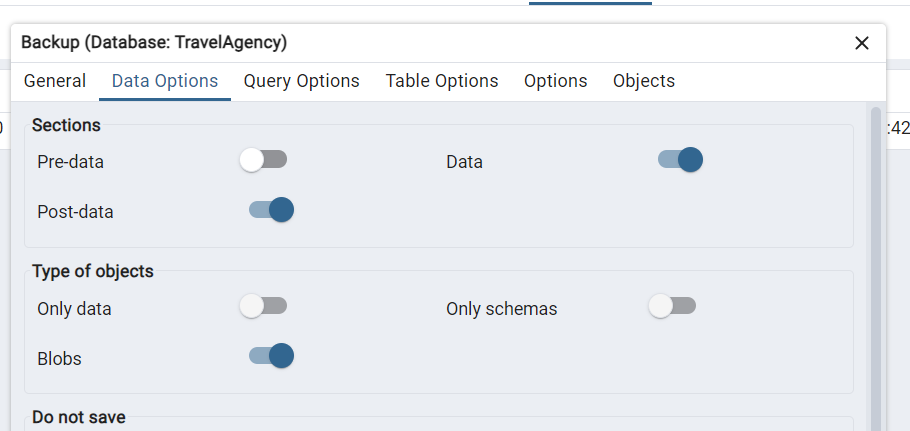 Backup (Database: TravelAgency)
General Data Options Query Options Table Options Options Objects
Sections
:42
Pre-data Data
Post-data
Type of objects
Only data Only schemas
Blobs
Do not save